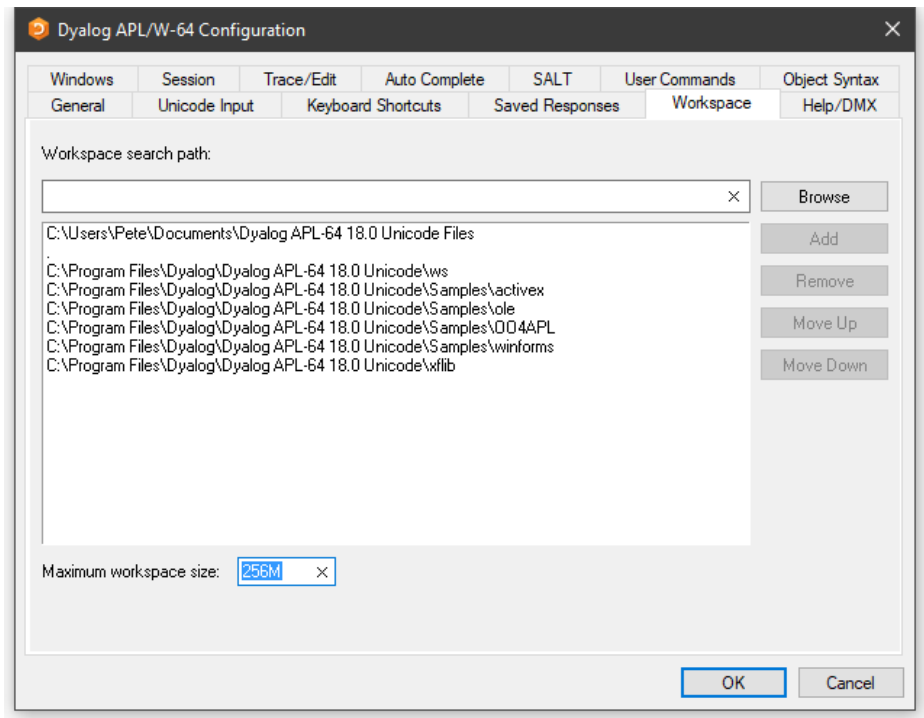 Dyalog APL/W-64 Configuration
Windows Session Trace/Edit Auto Complete SALT User Commands Object Syntax
General Unicode Input Keyboard Shortcuts Saved Responses Workspace Help/DMX
Workspace search path:
Browse
C:\Users\Pete\Documents\Dyalog APL-64 18.0 Unicode Files
.
C:\Program Files\Dyalog\Dyalog APL-64 18.0 Unicode\ws
C:\Program Files\Dyalog\Dyalog APL-64 18.0 Unicode\Samples\activex
C:\Program Files\Dyalog\Dyalog APL-64 18.0 Unicode\Samples\ole
C:\Program Files\Dyalog\Dyalog APL-64 18.0 Unicode\Samples\OO4APL
C:\Program Files\Dyalog\Dyalog APL-64 18.0 Unicode\Samples\winforms
C:\Program Files\Dyalog\Dyalog APL-64 18.0 Unicode\xflib
Add
Remove
Move Up
Move Down
Maximum workspace size: 256M
OK Cancel